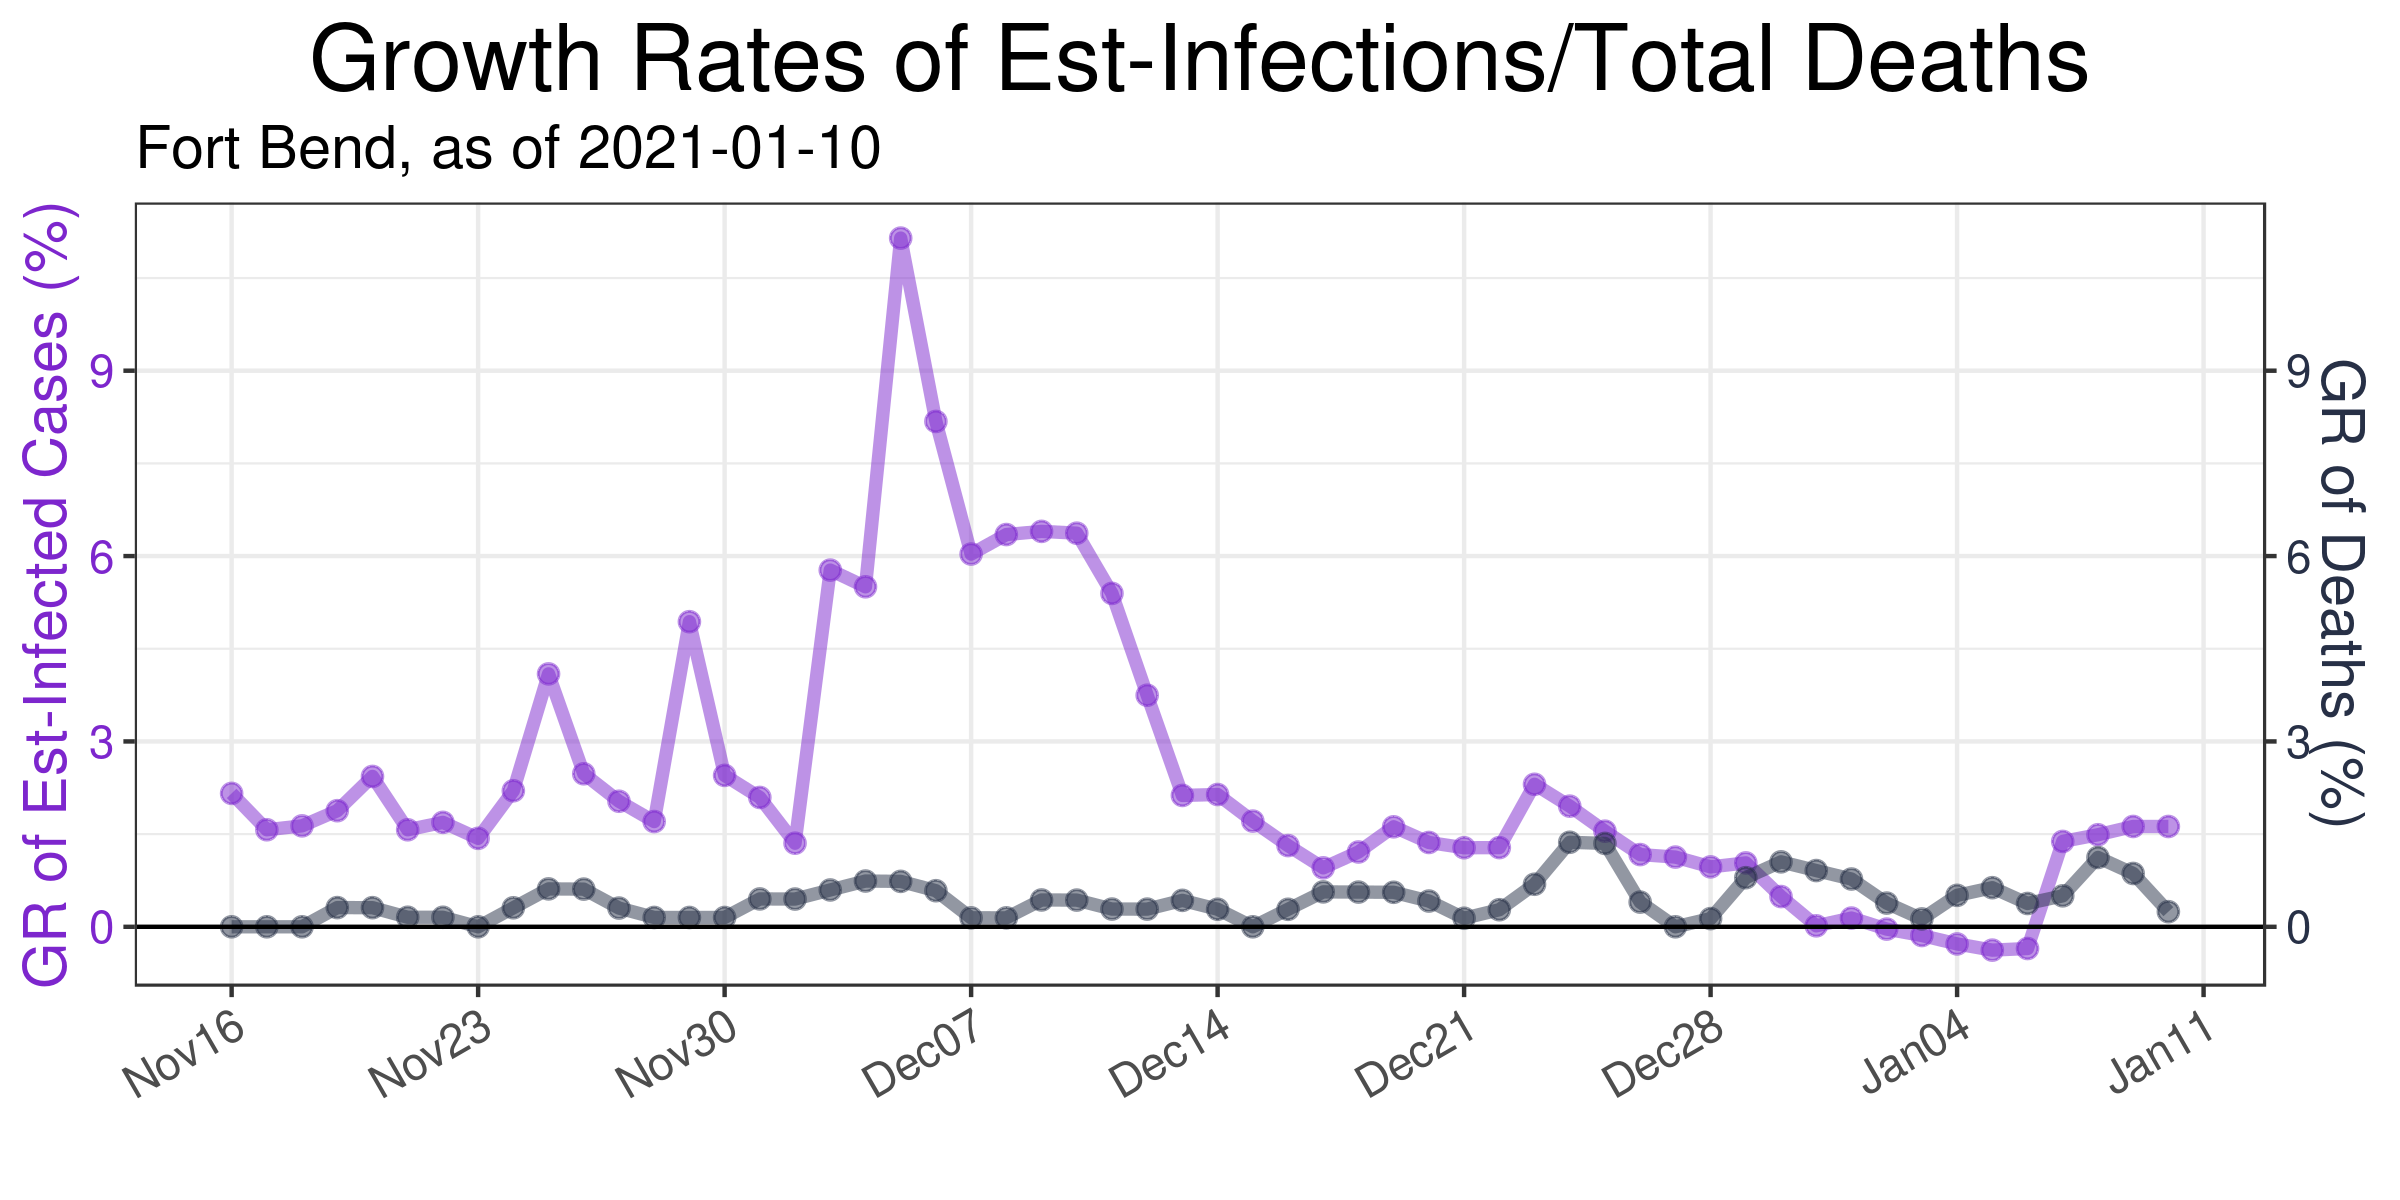 Growth Rates of Est-Infections/Total Deaths
Fort Bend, as of 2021-01-10
GR of Est-Infected Cases (%)
9
6
3
0
9
6
3
0
GR of Deaths (%)
Nov16
Nov23
Nov30
Dec07
Dec14
Dec21
Dec28
Jan04
Jan11